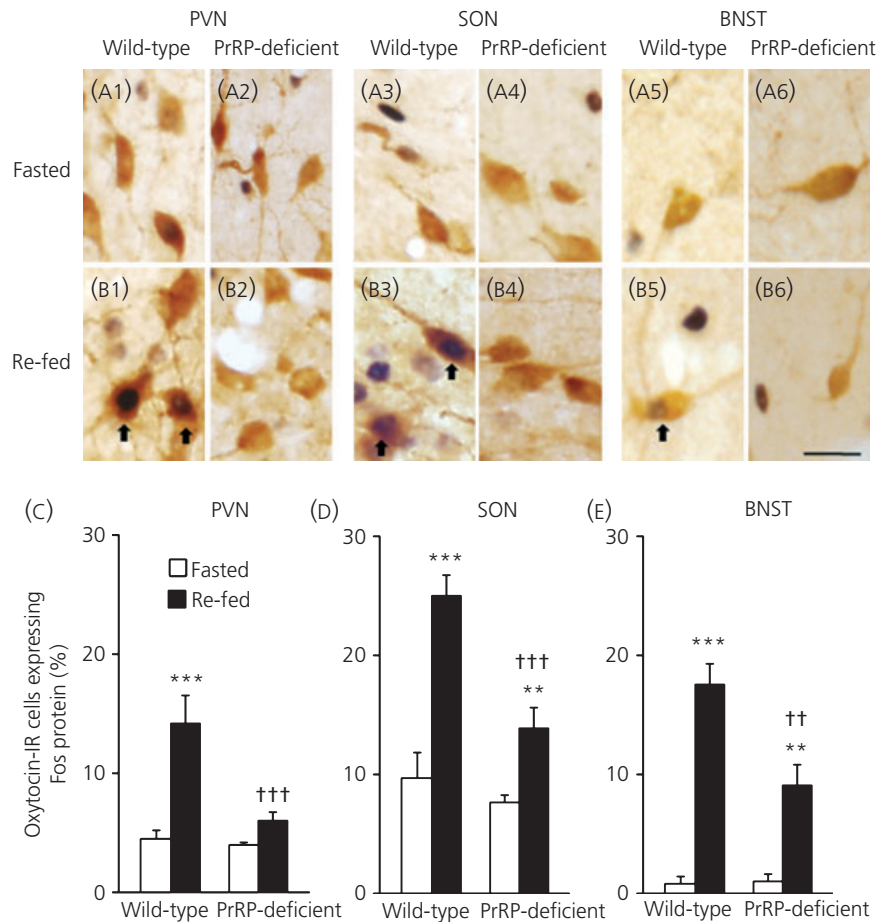 PVN SON BNST
Wild-type PrRP-deficient Wild-type PrRP-deficient Wild-type PrRP-deficient
(A1) (A2) (A3) (A4) (A5) (A6)
Fasted
(B1) (B2) (B3) (B4) (B5) (B6)
Re-fed
(C) PVN (D) SON (E) BNST
30 30 30
Fasted
Re-fed
***
***
***
†††
**
††
**
†††
20 20 20
10 10 10
0 0 0
Oxytocin-IR cells expressing
Fos protein (%)
Wild-type PrRP-deficient Wild-type PrRP-deficient Wild-type PrRP-deficient